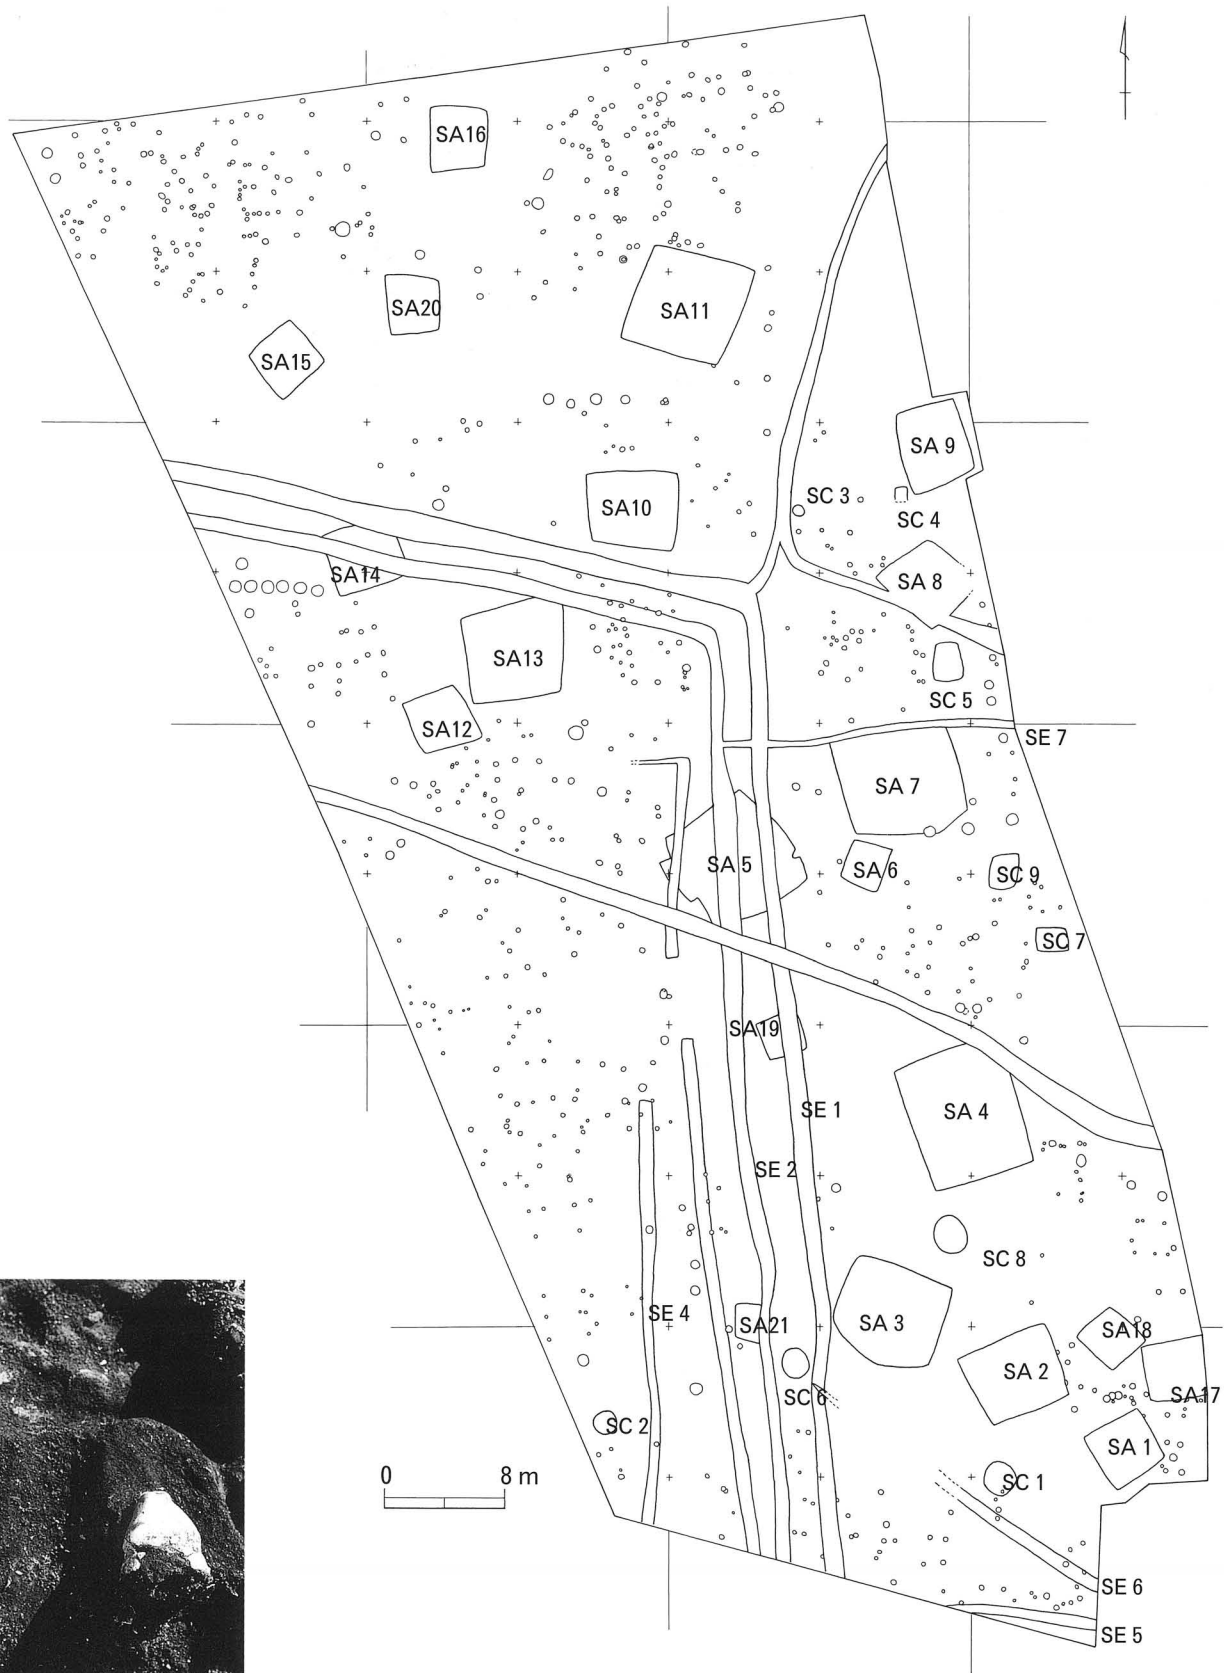 SA16
SA20
SA11
SA15
SA 9
SC 3
SA10
SC 4
SA14
SA 8
SA13
SC 5
SA12
SE 7
SA 7
SA 5
SA 6
SC 9
SC 7
SA19
SE 1
SA 4
SE 2
SC 8
SE 4
SA21
SA 3
SA18
SA 2
SC 6
SA17
SC 2
SA 1
0
8 m
SC 1
SE 6
SE 5